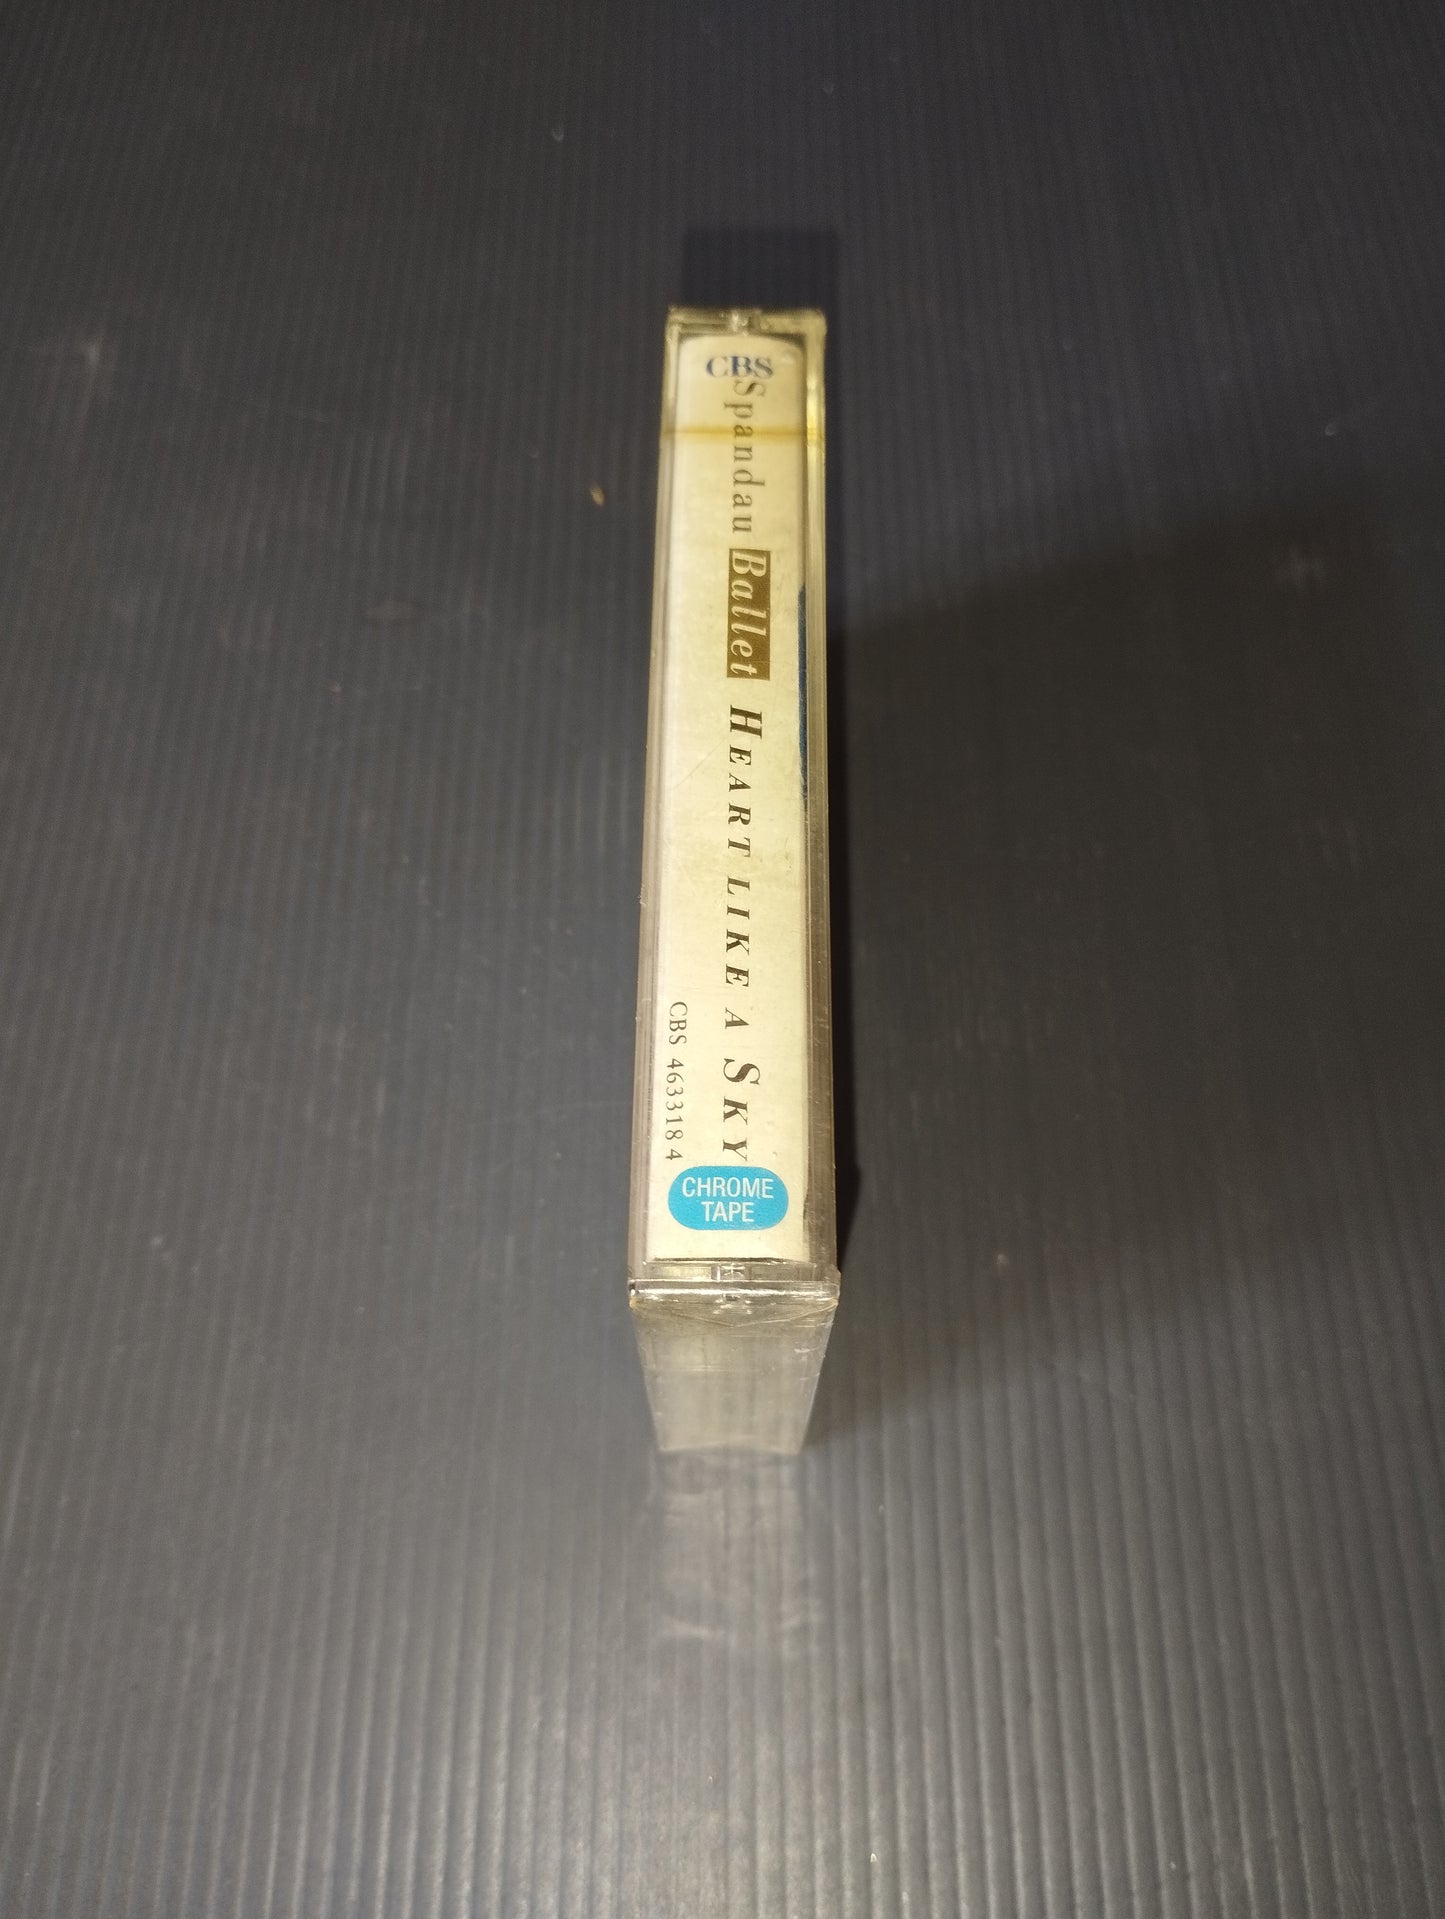 CBS
Spandau Ballet HEART LIKE A SKY
CBS 463318 4
CHROME
TAPE